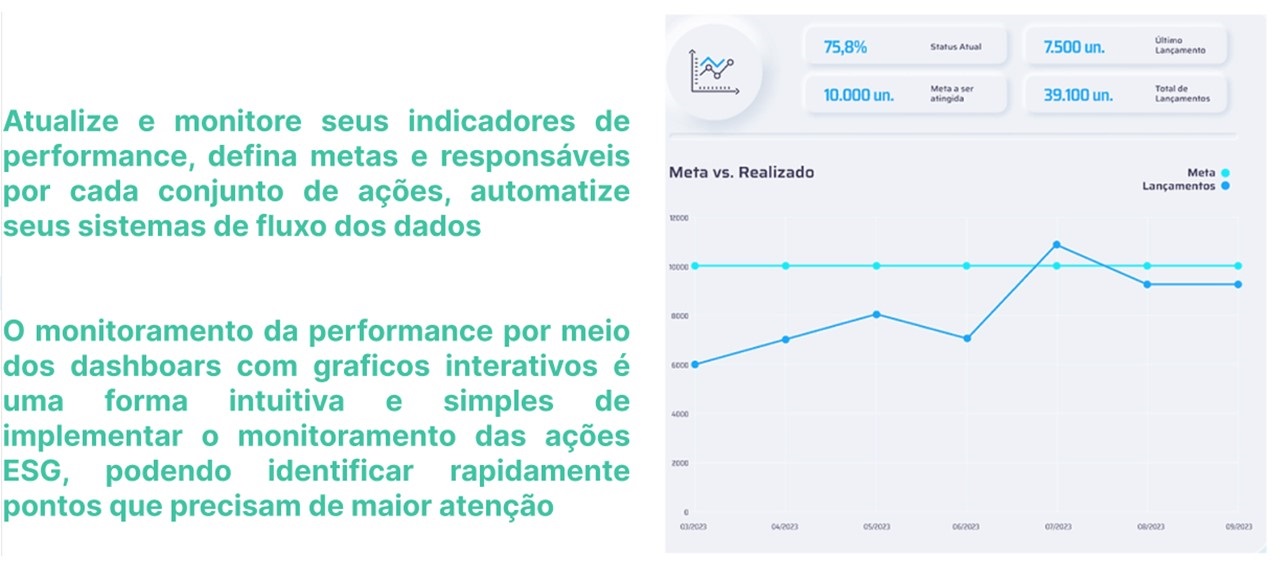 Atualize e monitore seus indicadores de
performance, defina metas e responsáveis
por cada conjunto de ações, automatize
seus sistemas de fluxo dos dados
O monitoramento da performance por meio
dos dashboars com graficos interativos é
uma forma intuitiva e simples de
implementar o monitoramento das ações
ESG, podendo identificar rapidamente
pontos que precisam de maior atenção
75,8% Status Atual
7.500 un. Último
Lançamento
10.000 un. Meta a ser
atingida
39.100 un. Total de
Lançamentos
Meta vs. Realizado
Meta
Lançamentos
12000
10000
8000
6000
4000
2000
0
03/2023 04/2023 05/2023 06/2023 07/2023 08/2023 09/2023